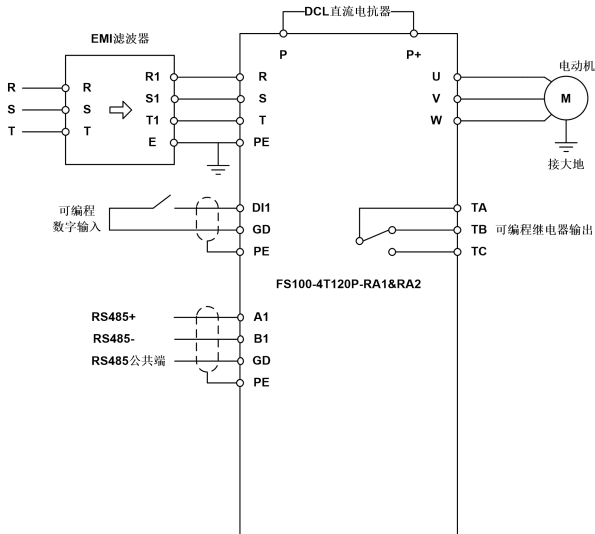 DCL直流电抗器
P
P+
EMI滤波器
R
S
T
R
S
T
R1
S1
T1
E
R
S
T
PE
U
V
W
电动机
M
接大地
可编程
数字输入
DI1
GD
PE
TA
TB
TC
可编程继电器输出
FS100-4T120P-RA1&RA2
RS485+
RS485-
RS485公共端
A1
B1
GD
PE